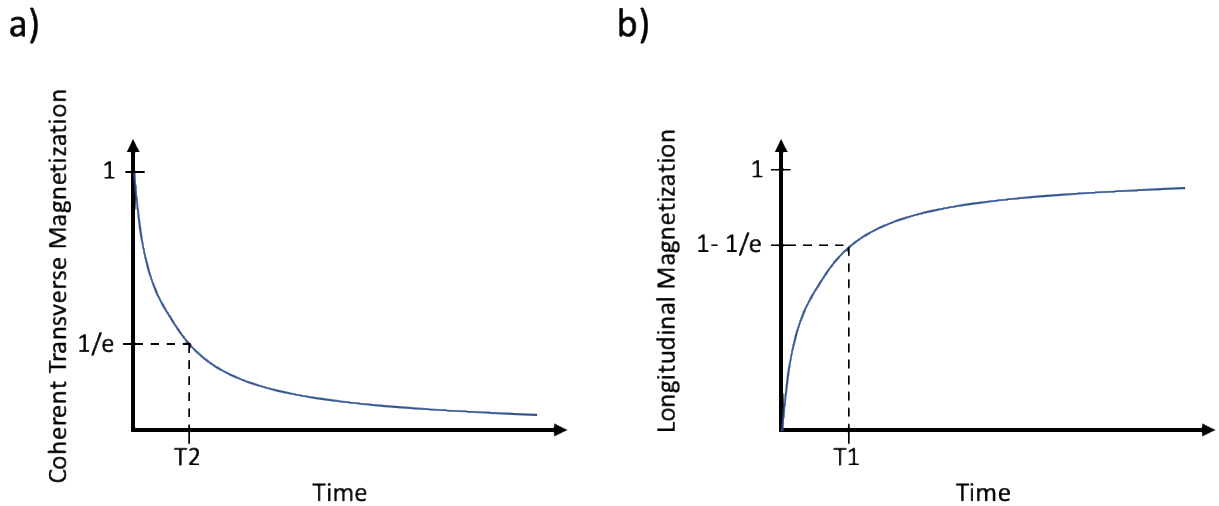 a)
Coherent Transverse Magnetization
1
1/e
T2
Time
b)
Longitudinal Magnetization
1
1- 1/e
T1
Time